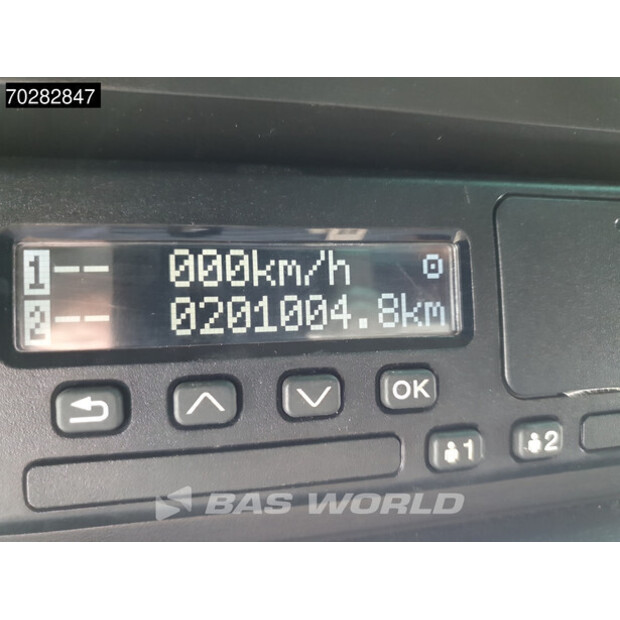 70282847
1-- 000km/h
2-- 0201004.8km
OK
1 2
BAS WORLD